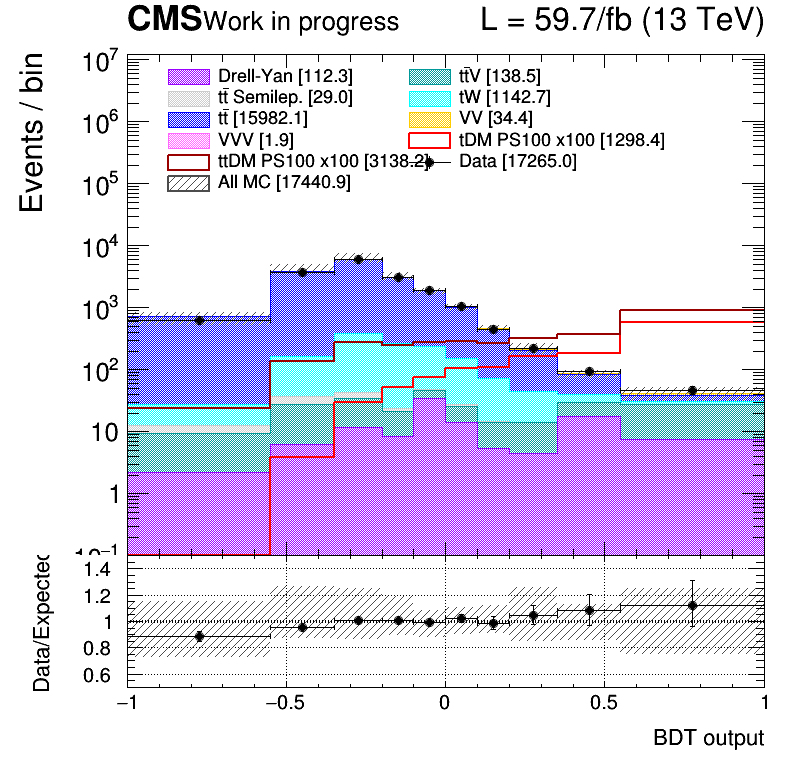 CMS Work in progress L = 59.7/fb (13 TeV)
Events / bin
Drell-Yan [112.3] tt̄V [138.5]
tt̄ Semilep. [29.0] tW [1142.7]
tt̄ [15982.1] VV [34.4]
VVV [1.9] tDM PS100 x100 [1298.4]
ttDM PS100 x100 [3138.2] Data [17265.0]
All MC [17440.9]
10⁷
10⁶
10⁵
10⁴
10³
10²
10
1
10⁻¹
Data/Expected
1.4
1.2
1
0.8
0.6
−1 −0.5 0 0.5 1
BDT output